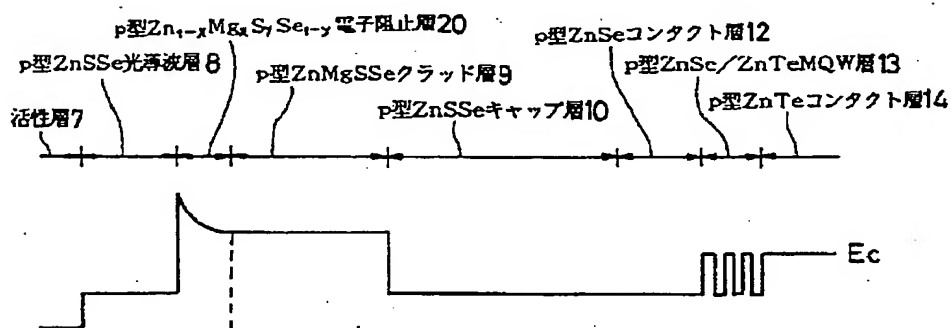 p型Zn₁₋ₓMgₓSᵧSe₁₋ᵧ電子阻止層20
p型ZnSeコンタクト層12
p型ZnSSe光導波層8
p型ZnMgSSeクラッド層9
p型ZnSe/ZnTeMQW層13
活性層7
p型ZnSSeキャップ層10
p型ZnTeコンタクト層14
Ec